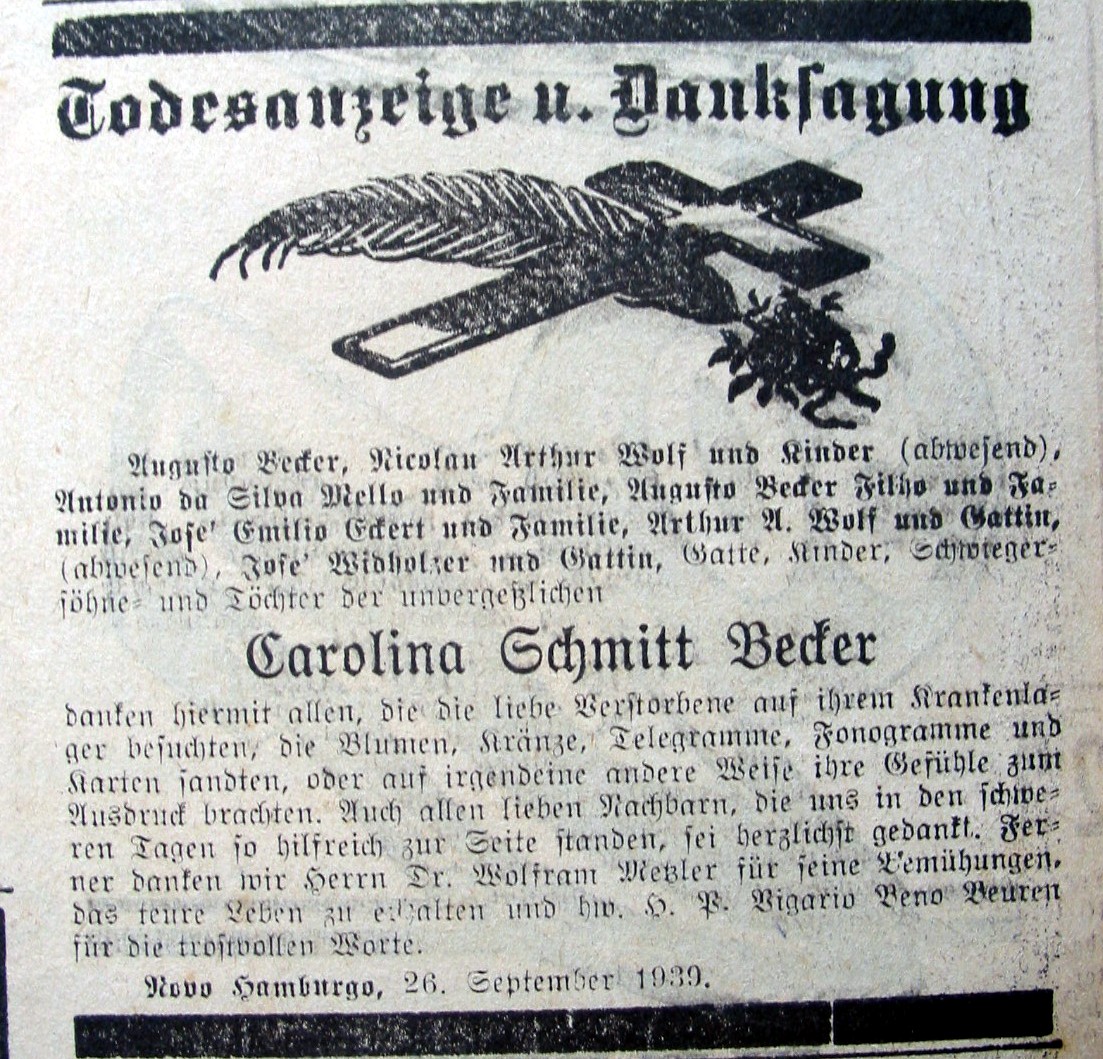 Todesanzeige u. Danksagung
Augusto Becker, Nicolau Arthur Wolf und Kinder (abwesend),
Antonio da Silva Mello und Familie, Augusto Becker Filho und Fa-
milie, Jose' Emilio Eckert und Familie, Arthur A. Wolf und Gattin,
(abwesend), Jose' Widholzer und Gattin, Gatte, Kinder, Schwieger-
söhne- und Töchter der unvergeßlichen
Carolina Schmitt Becker
danken hiermit allen, die die liebe Verstorbene auf ihrem Krankenla-
ger besuchten, die Blumen, Kränze, Telegramme, Fonogramme und
Karten sandten, oder auf irgendeine andere Weise ihre Gefühle zum
Ausdruck brachten. Auch allen lieben Nachbarn, die uns in den schwe-
ren Tagen so hilfreich zur Seite standen, sei herzlichst gedankt. Fer-
ner danken wir Herrn Dr. Wolfram Metzler für seine Bemühungen,
das teure Leben zu erhalten und hw. H. P. Vigario Beno Beuren
für die trostvollen Worte.
Novo Hamburgo, 26. September 1939.